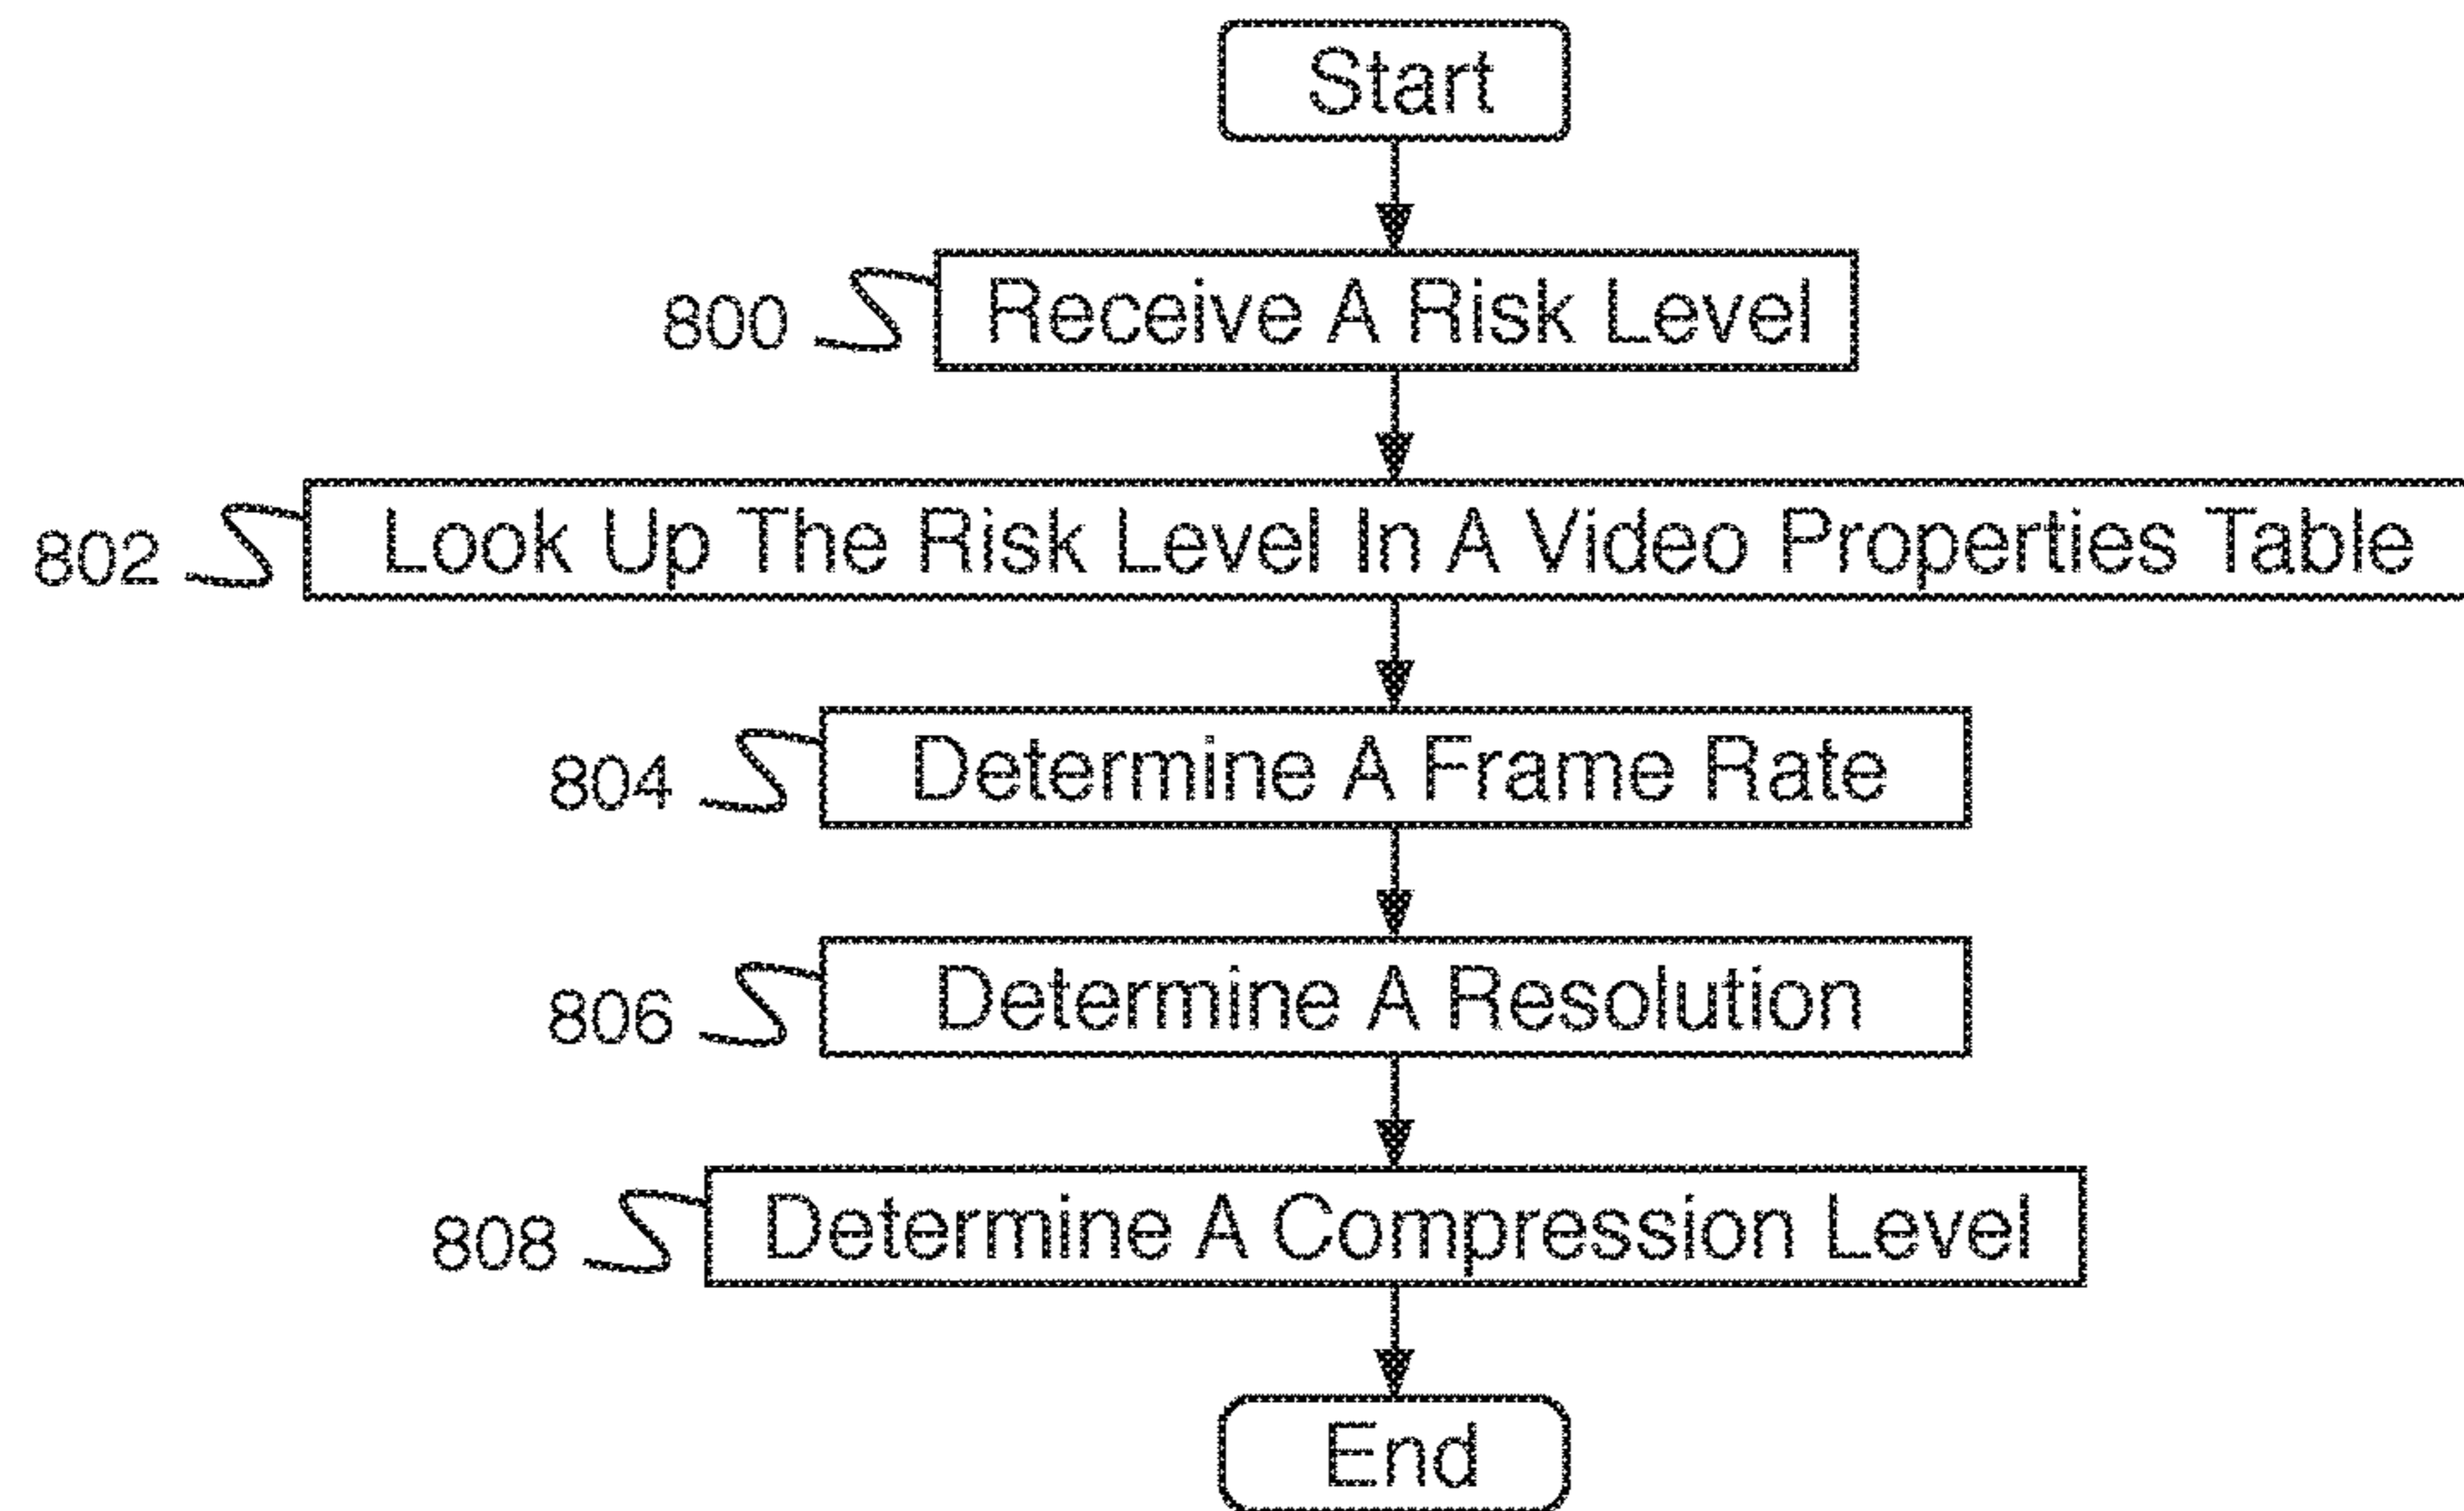 Start
800 Receive A Risk Level
802 Look Up The Risk Level In A Video Properties Table
804 Determine A Frame Rate
806 Determine A Resolution
808 Determine A Compression Level
End